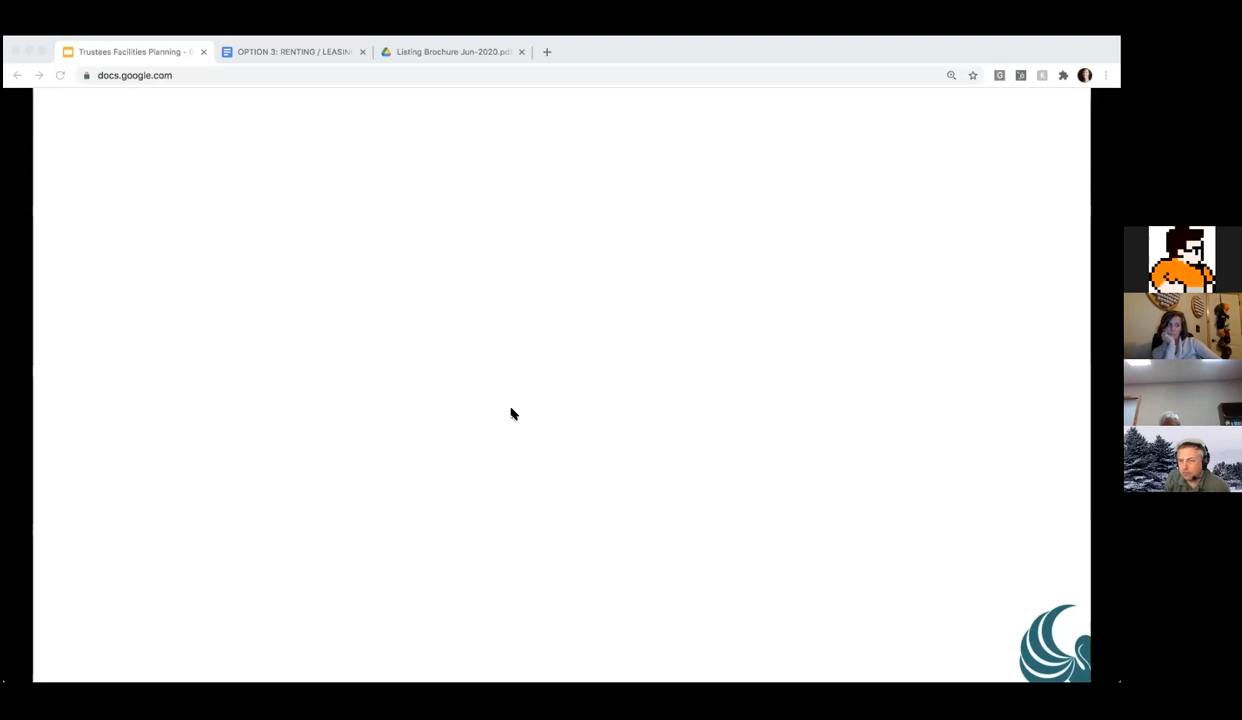 Trustees Facilities Planning - G
OPTION 3: RENTING / LEASIN
Listing Brochure Jun-2020.pdf
docs.google.com